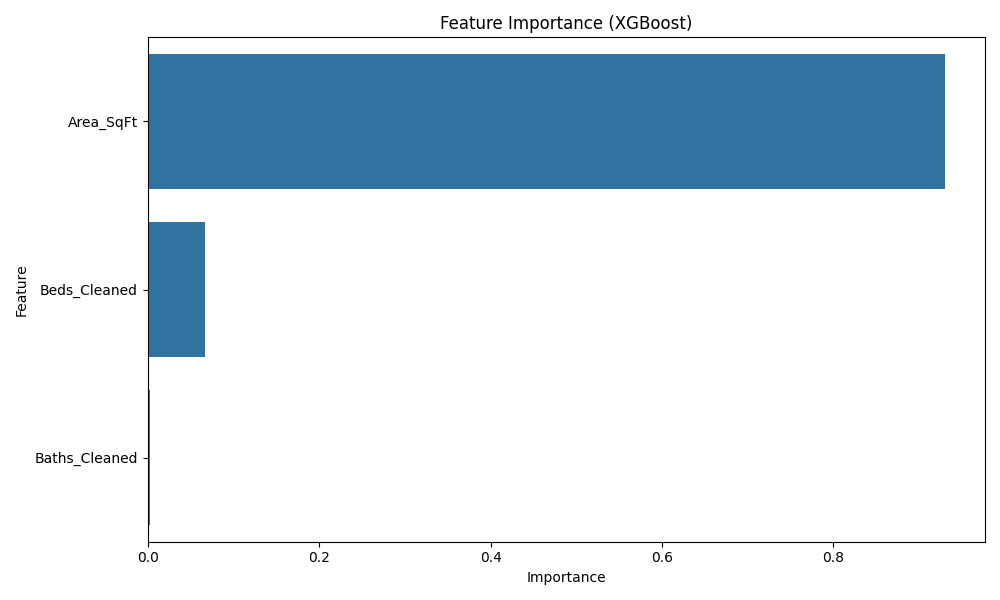 Feature Importance (XGBoost)
Area_SqFt
Beds_Cleaned
Baths_Cleaned
Feature
0.0 0.2 0.4 0.6 0.8
Importance